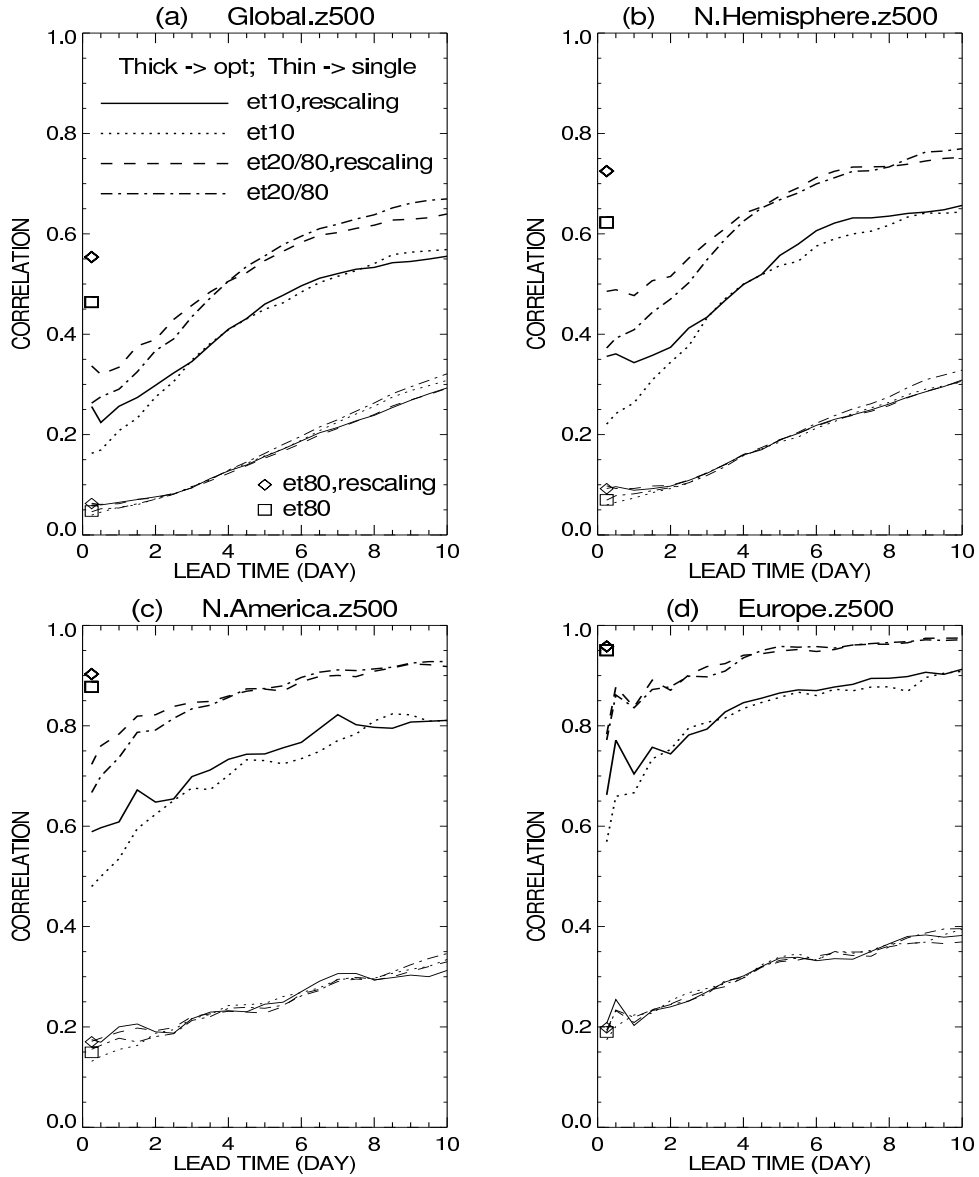 (a) Global.z500
1.0
0.8
0.6
0.4
0.2
0.0
CORRELATION
Thick -> opt; Thin -> single
et10,rescaling
et10
et20/80,rescaling
et20/80
et80,rescaling
et80
0 2 4 6 8 10
LEAD TIME (DAY)
(b) N.Hemisphere.z500
1.0
0.8
0.6
0.4
0.2
0.0
CORRELATION
0 2 4 6 8 10
LEAD TIME (DAY)
(c) N.America.z500
1.0
0.8
0.6
0.4
0.2
0.0
CORRELATION
0 2 4 6 8 10
LEAD TIME (DAY)
(d) Europe.z500
1.0
0.8
0.6
0.4
0.2
0.0
CORRELATION
0 2 4 6 8 10
LEAD TIME (DAY)